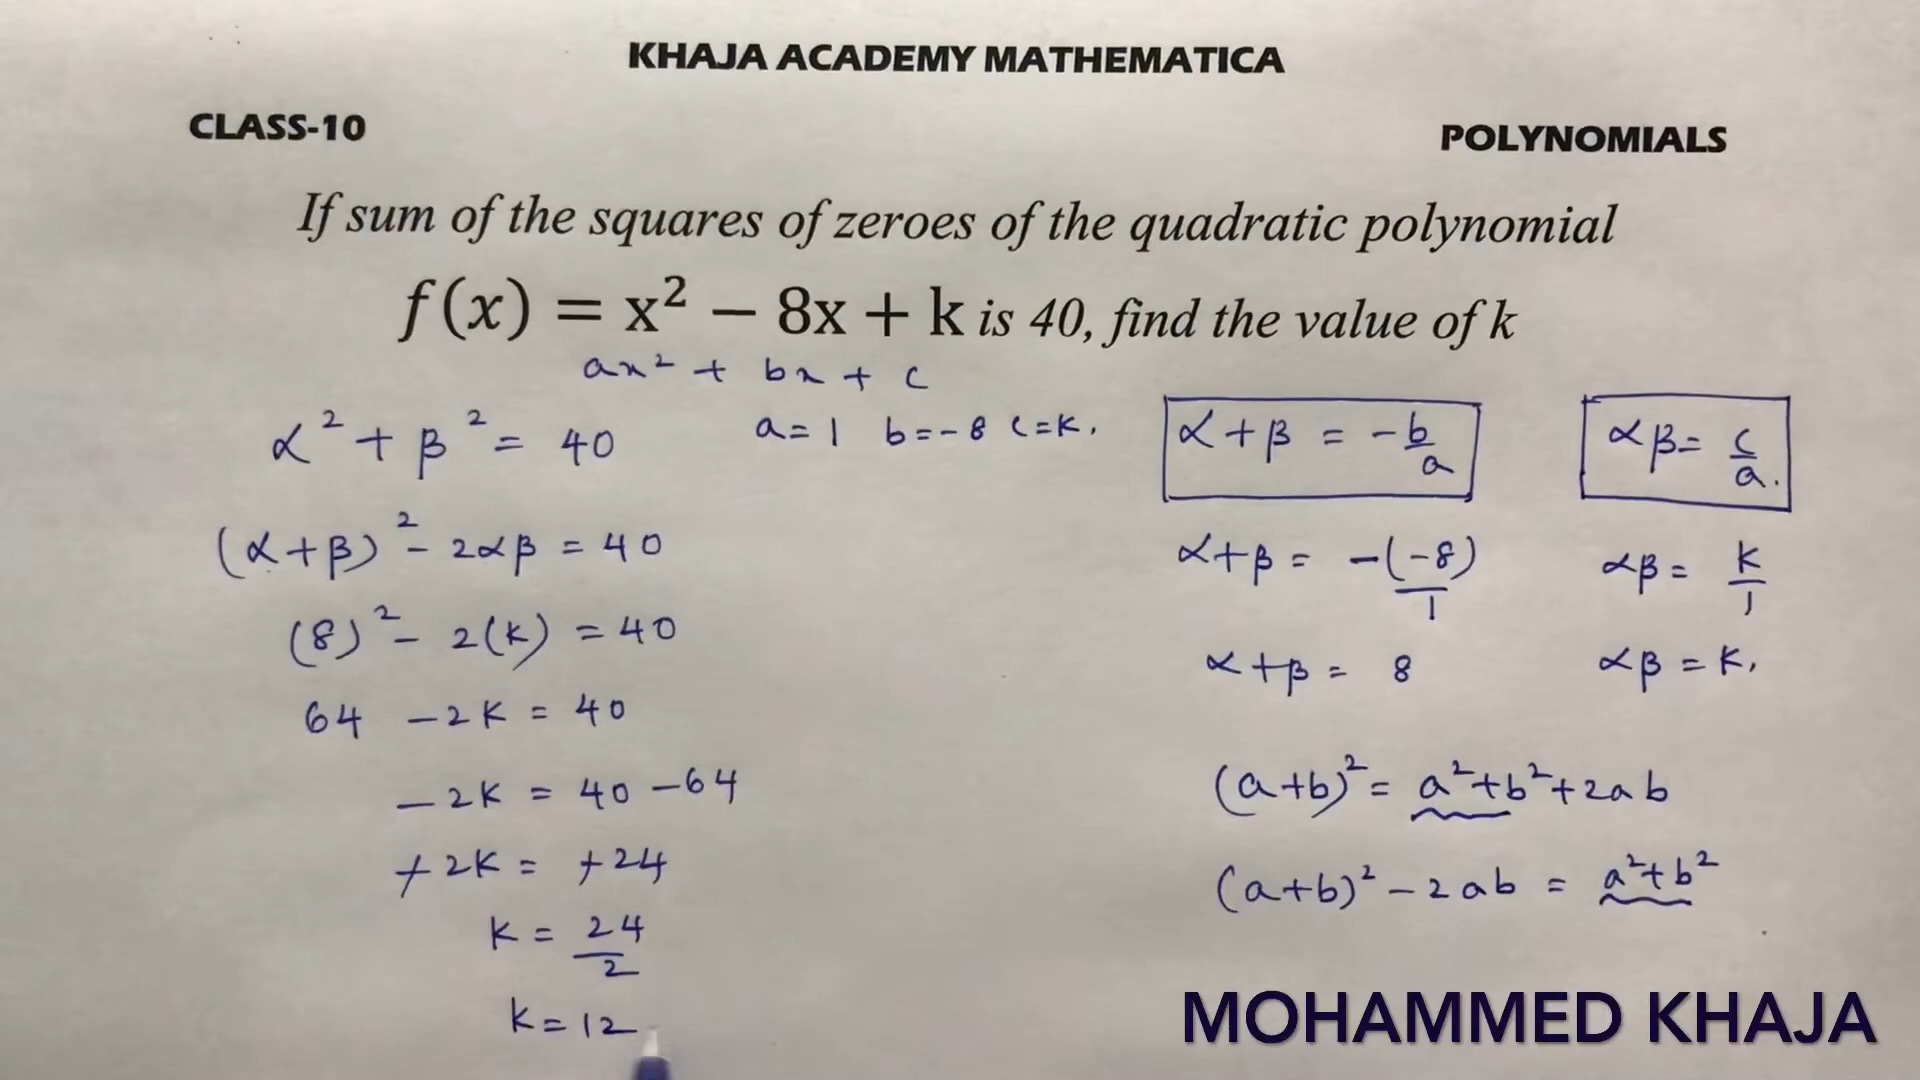 KHAJA ACADEMY MATHEMATICA
CLASS-10
POLYNOMIALS
If sum of the squares of zeroes of the quadratic polynomial
f(x) = x² − 8x + k is 40, find the value of k
ax² + bx + c
a=1 b=-8 c=k.
α² + β² = 40
(α+β)² - 2αβ = 40
(8)² - 2(k) = 40
64 - 2k = 40
-2k = 40 - 64
+2k = +24
k = 24/2
k=12
α+β = -b/a
α+β = -(-8)/1
α+β = 8
αβ = c/a.
αβ = k/1
αβ = k.
(a+b)² = a²+b²+2ab
(a+b)² - 2ab = a²+b²
MOHAMMED KHAJA